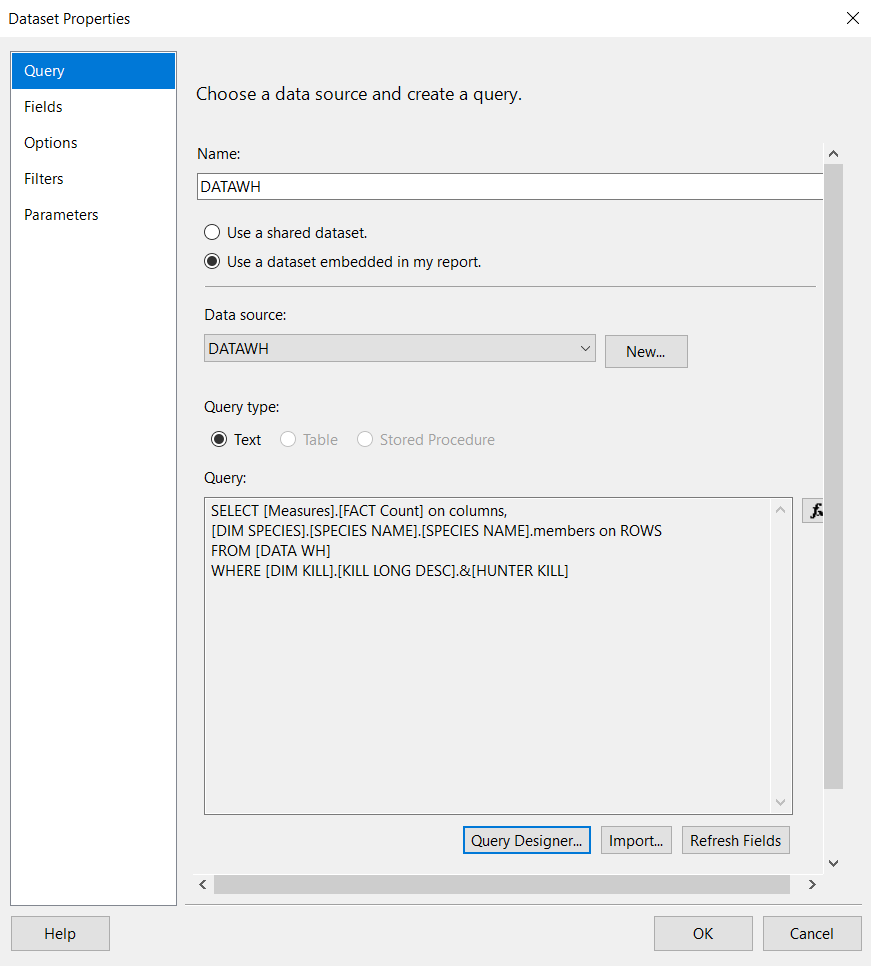 Dataset Properties
Query
Fields
Options
Filters
Parameters
Choose a data source and create a query.
Name:
DATAWH
Use a shared dataset.
Use a dataset embedded in my report.
Data source:
DATAWH
New...
Query type:
Text Table Stored Procedure
Query:
SELECT [Measures].[FACT Count] on columns,
[DIM SPECIES].[SPECIES NAME].[SPECIES NAME].members on ROWS
FROM [DATA WH]
WHERE [DIM KILL].[KILL LONG DESC].&[HUNTER KILL]
fx
Query Designer... Import... Refresh Fields
Help OK Cancel